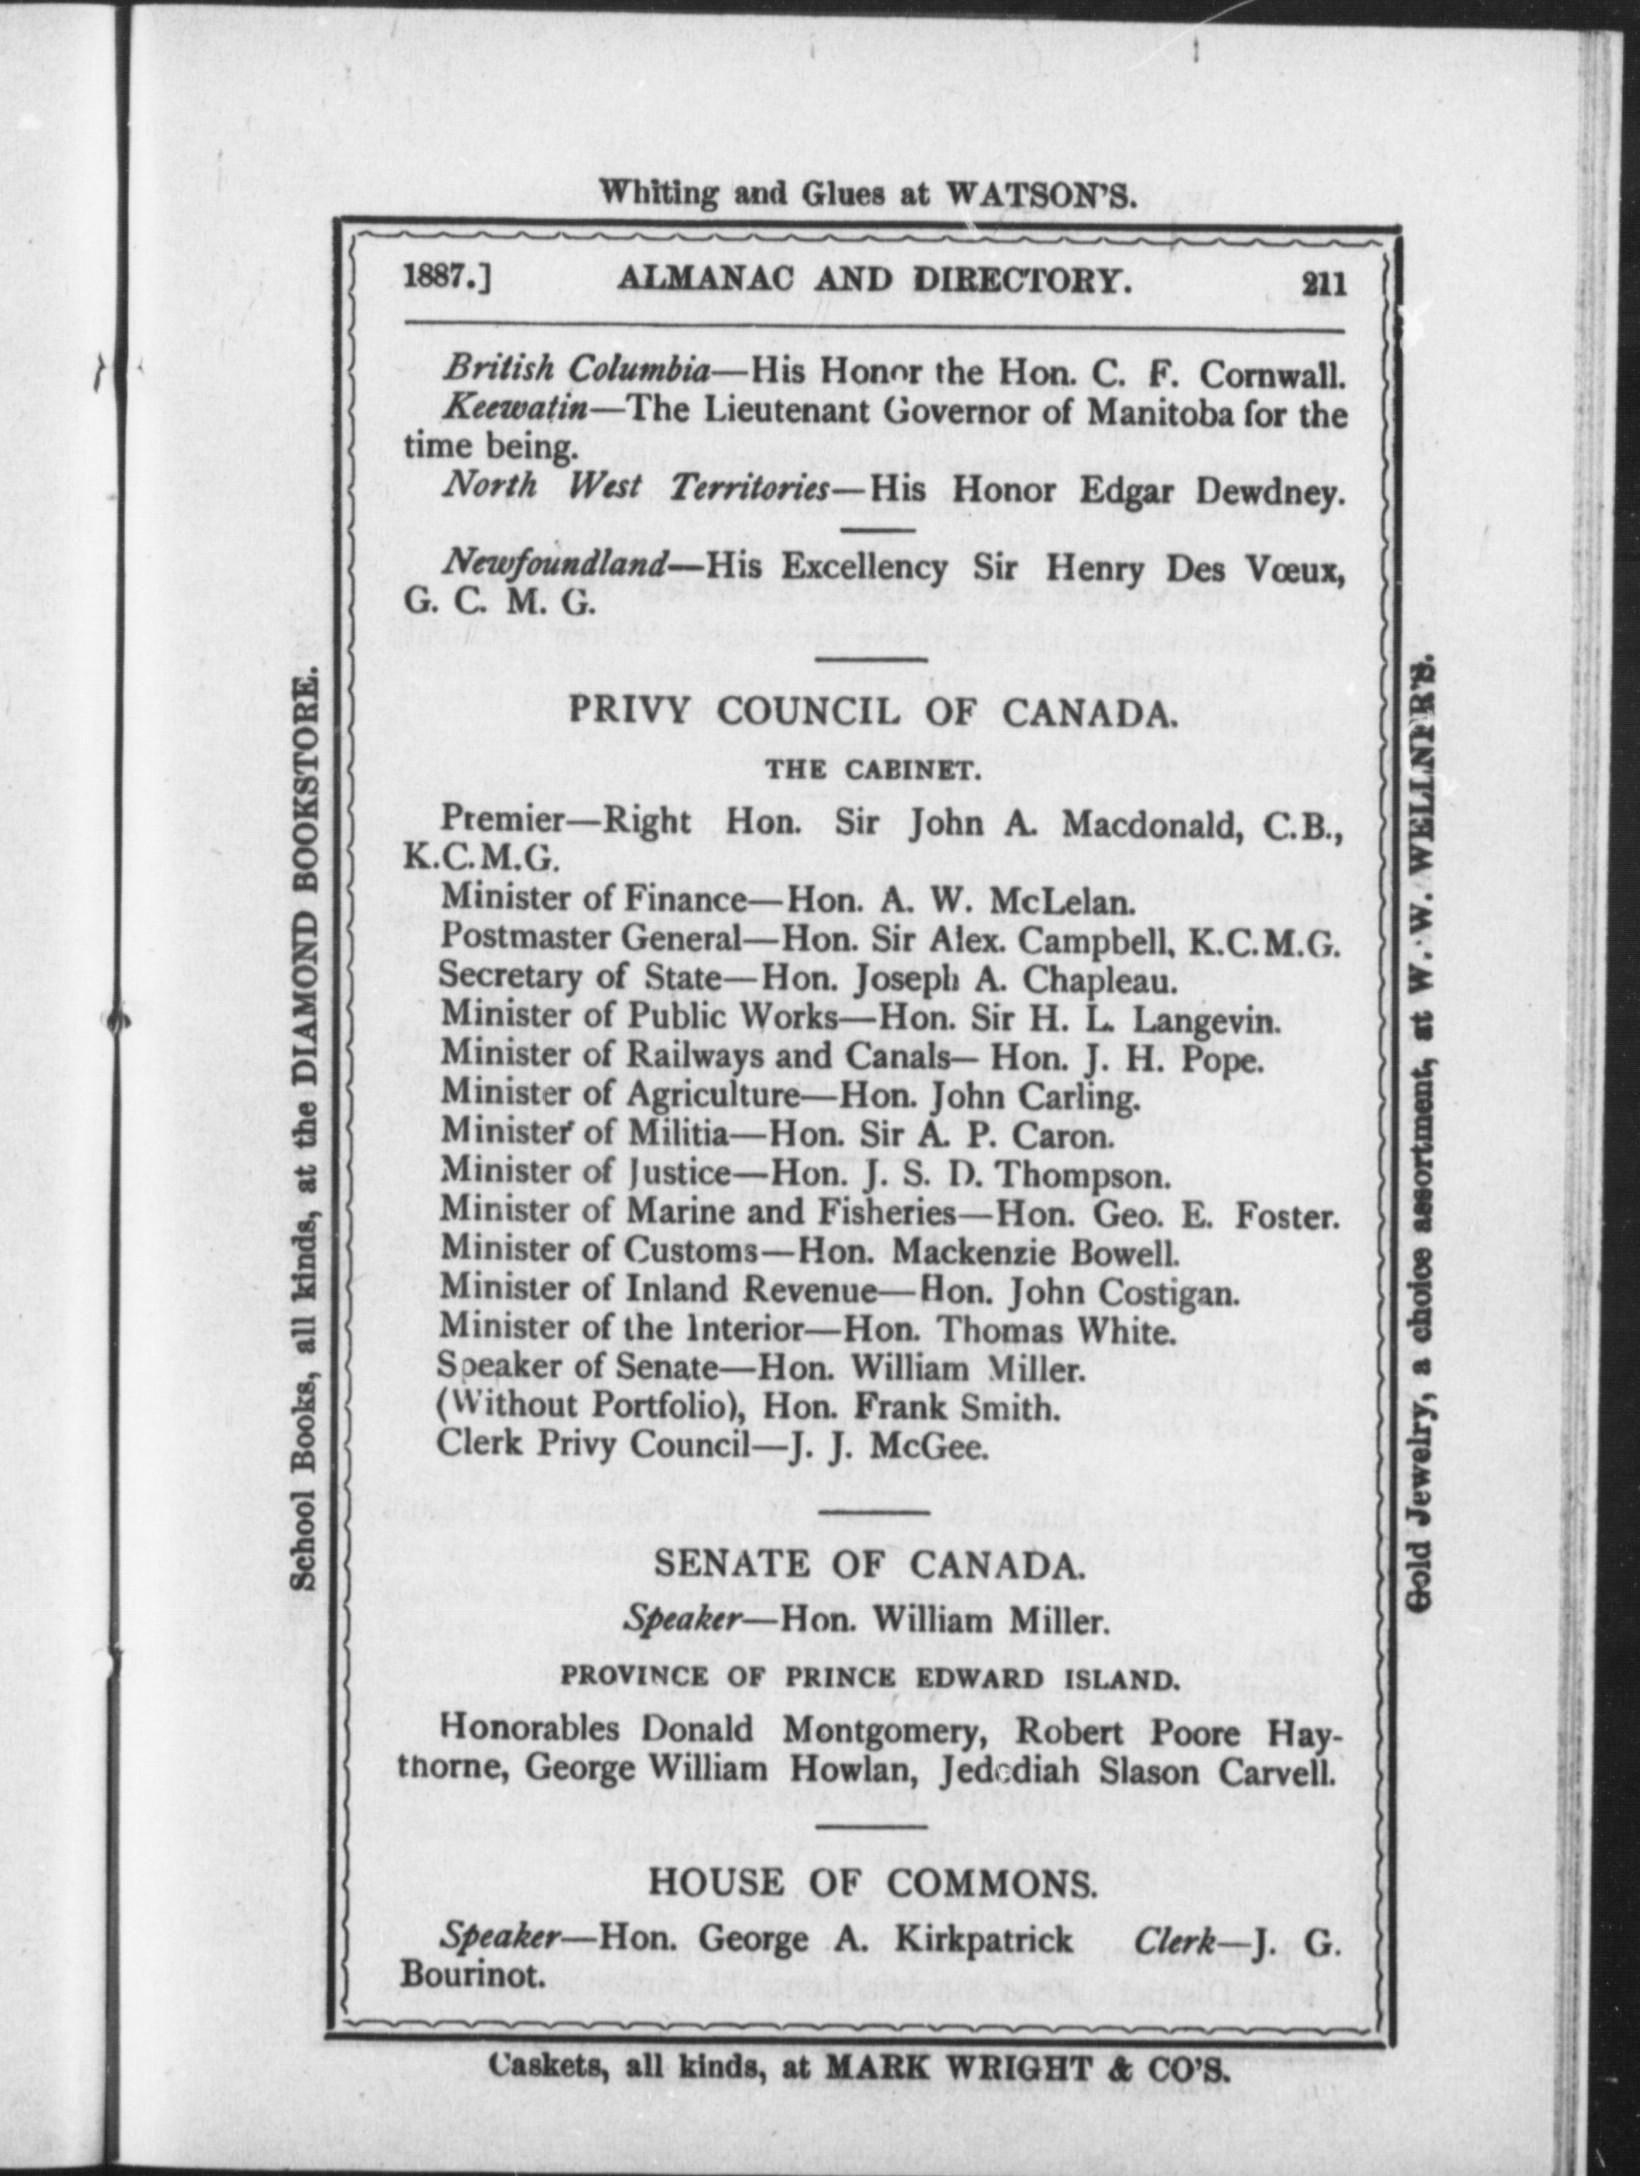 Whiting and Glues at WATSON'S.
1887.] ALMANAC AND DIRECTORY. 211
British Columbia—His Honor the Hon. C. F. Cornwall.
Keewatin—The Lieutenant Governor of Manitoba for the
time being.
North West Territories—His Honor Edgar Dewdney.
Newfoundland—His Excellency Sir Henry Des Vœux,
G. C. M. G.
PRIVY COUNCIL OF CANADA.
THE CABINET.
Premier—Right Hon. Sir John A. Macdonald, C.B.,
K.C.M.G.
Minister of Finance—Hon. A. W. McLelan.
Postmaster General—Hon. Sir Alex. Campbell, K.C.M.G.
Secretary of State—Hon. Joseph A. Chapleau.
Minister of Public Works—Hon. Sir H. L. Langevin.
Minister of Railways and Canals— Hon. J. H. Pope.
Minister of Agriculture—Hon. John Carling.
Minister of Militia—Hon. Sir A. P. Caron.
Minister of Justice—Hon. J. S. D. Thompson.
Minister of Marine and Fisheries—Hon. Geo. E. Foster.
Minister of Customs—Hon. Mackenzie Bowell.
Minister of Inland Revenue—Hon. John Costigan.
Minister of the Interior—Hon. Thomas White.
Speaker of Senate—Hon. William Miller.
(Without Portfolio), Hon. Frank Smith.
Clerk Privy Council—J. J. McGee.
SENATE OF CANADA.
Speaker—Hon. William Miller.
PROVINCE OF PRINCE EDWARD ISLAND.
Honorables Donald Montgomery, Robert Poore Hay-
thorne, George William Howlan, Jedediah Slason Carvell.
HOUSE OF COMMONS.
Speaker—Hon. George A. Kirkpatrick Clerk—J. G.
Bourinot.
Caskets, all kinds, at MARK WRIGHT & CO'S.
School Books, all kinds, at the DIAMOND BOOKSTORE.
Gold Jewelry, a choice assortment, at W. W. WELLNER'S.